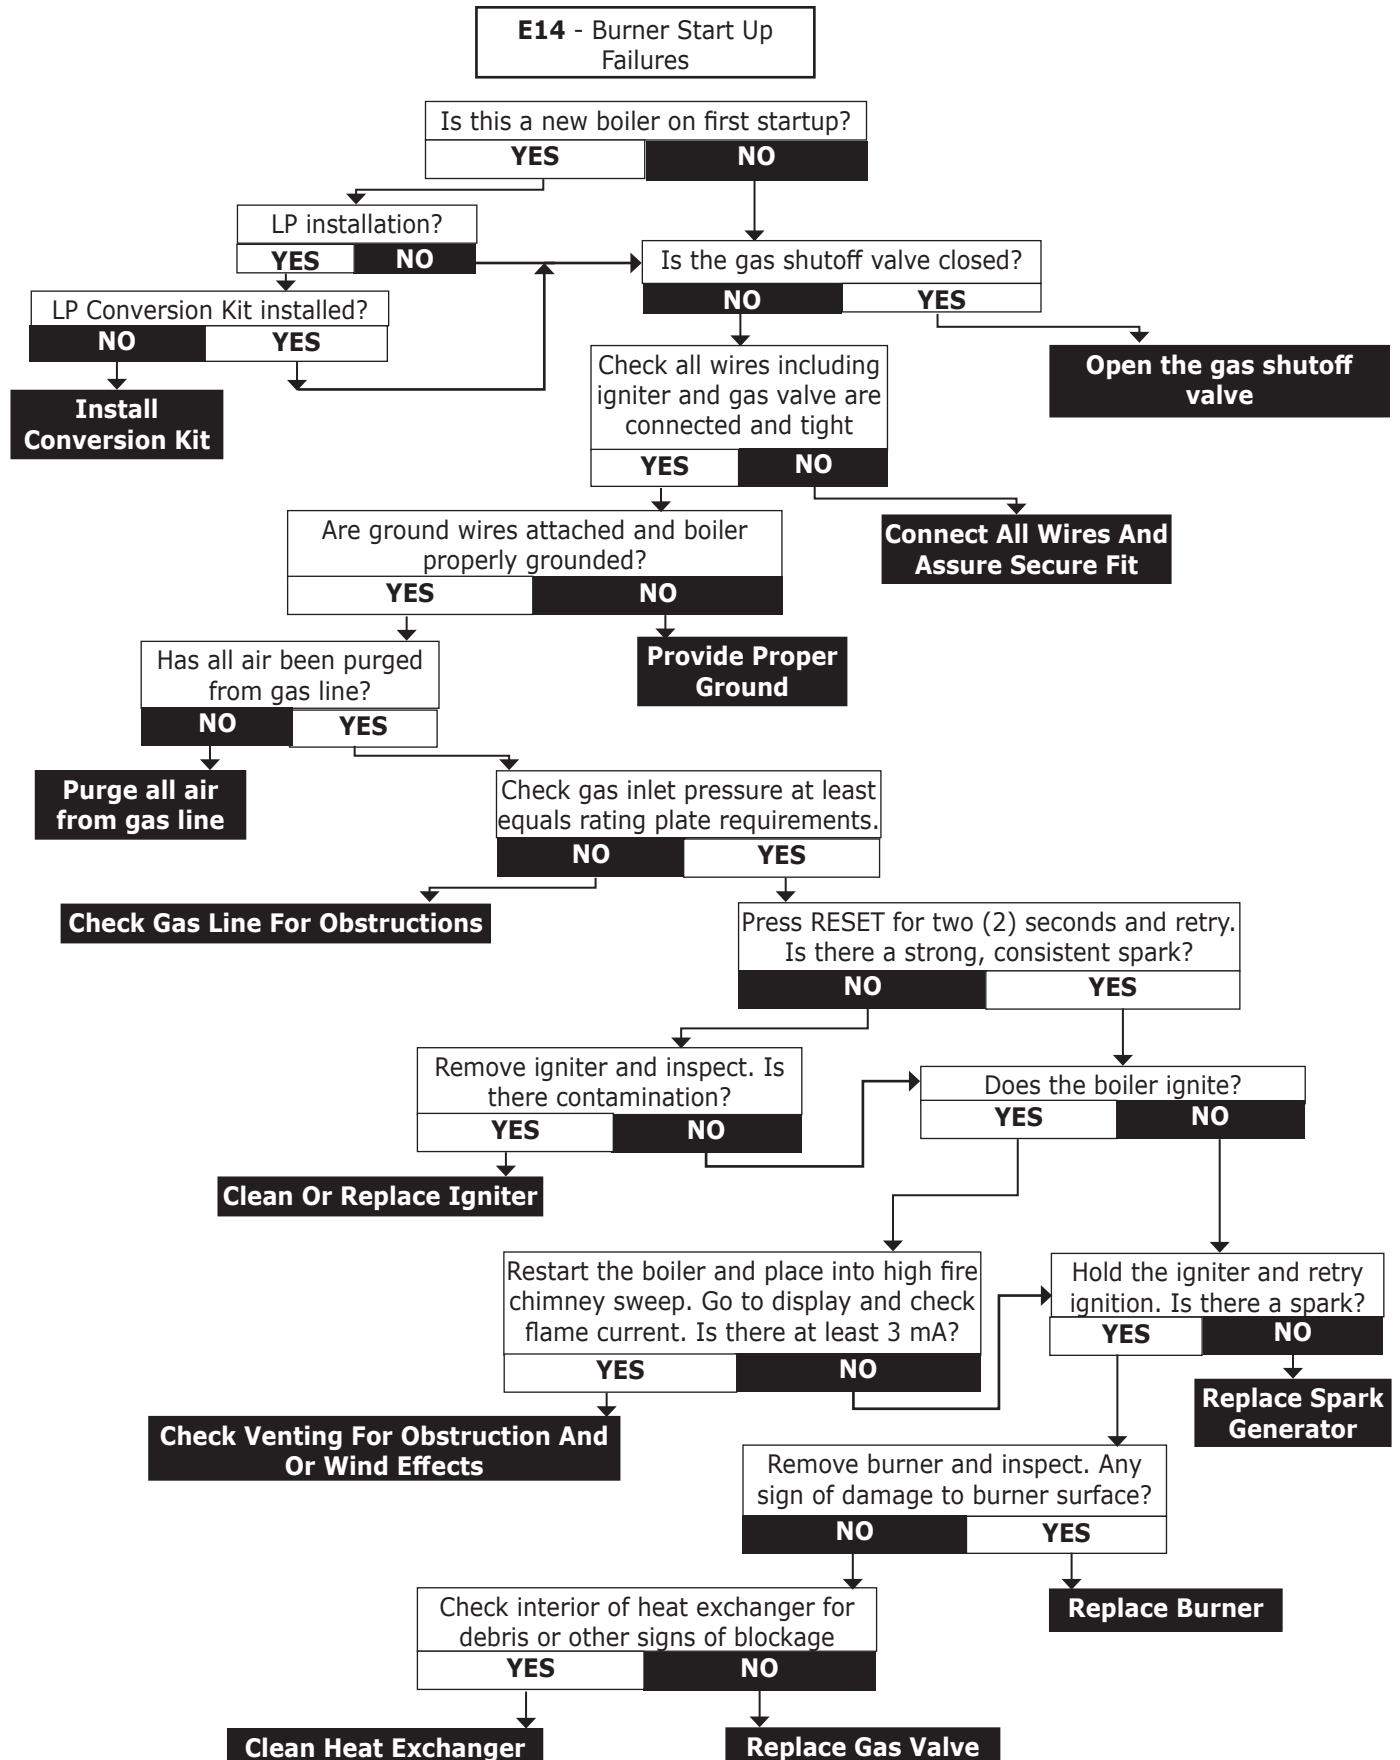 E14 - Burner Start Up
Failures
Is this a new boiler on first startup?
YES
NO
LP installation?
YES
NO
Is the gas shutoff valve closed?
NO
YES
LP Conversion Kit installed?
NO
YES
Install
Conversion Kit
Open the gas shutoff
valve
Check all wires including
igniter and gas valve are
connected and tight
YES
NO
Connect All Wires And
Assure Secure Fit
Are ground wires attached and boiler
properly grounded?
YES
NO
Provide Proper
Ground
Has all air been purged
from gas line?
NO
YES
Purge all air
from gas line
Check gas inlet pressure at least
equals rating plate requirements.
NO
YES
Check Gas Line For Obstructions
Press RESET for two (2) seconds and retry.
Is there a strong, consistent spark?
NO
YES
Remove igniter and inspect. Is
there contamination?
YES
NO
Clean Or Replace Igniter
Does the boiler ignite?
YES
NO
Restart the boiler and place into high fire
chimney sweep. Go to display and check
flame current. Is there at least 3 mA?
YES
NO
Check Venting For Obstruction And
Or Wind Effects
Hold the igniter and retry
ignition. Is there a spark?
YES
NO
Replace Spark
Generator
Remove burner and inspect. Any
sign of damage to burner surface?
NO
YES
Replace Burner
Check interior of heat exchanger for
debris or other signs of blockage
YES
NO
Clean Heat Exchanger
Replace Gas Valve